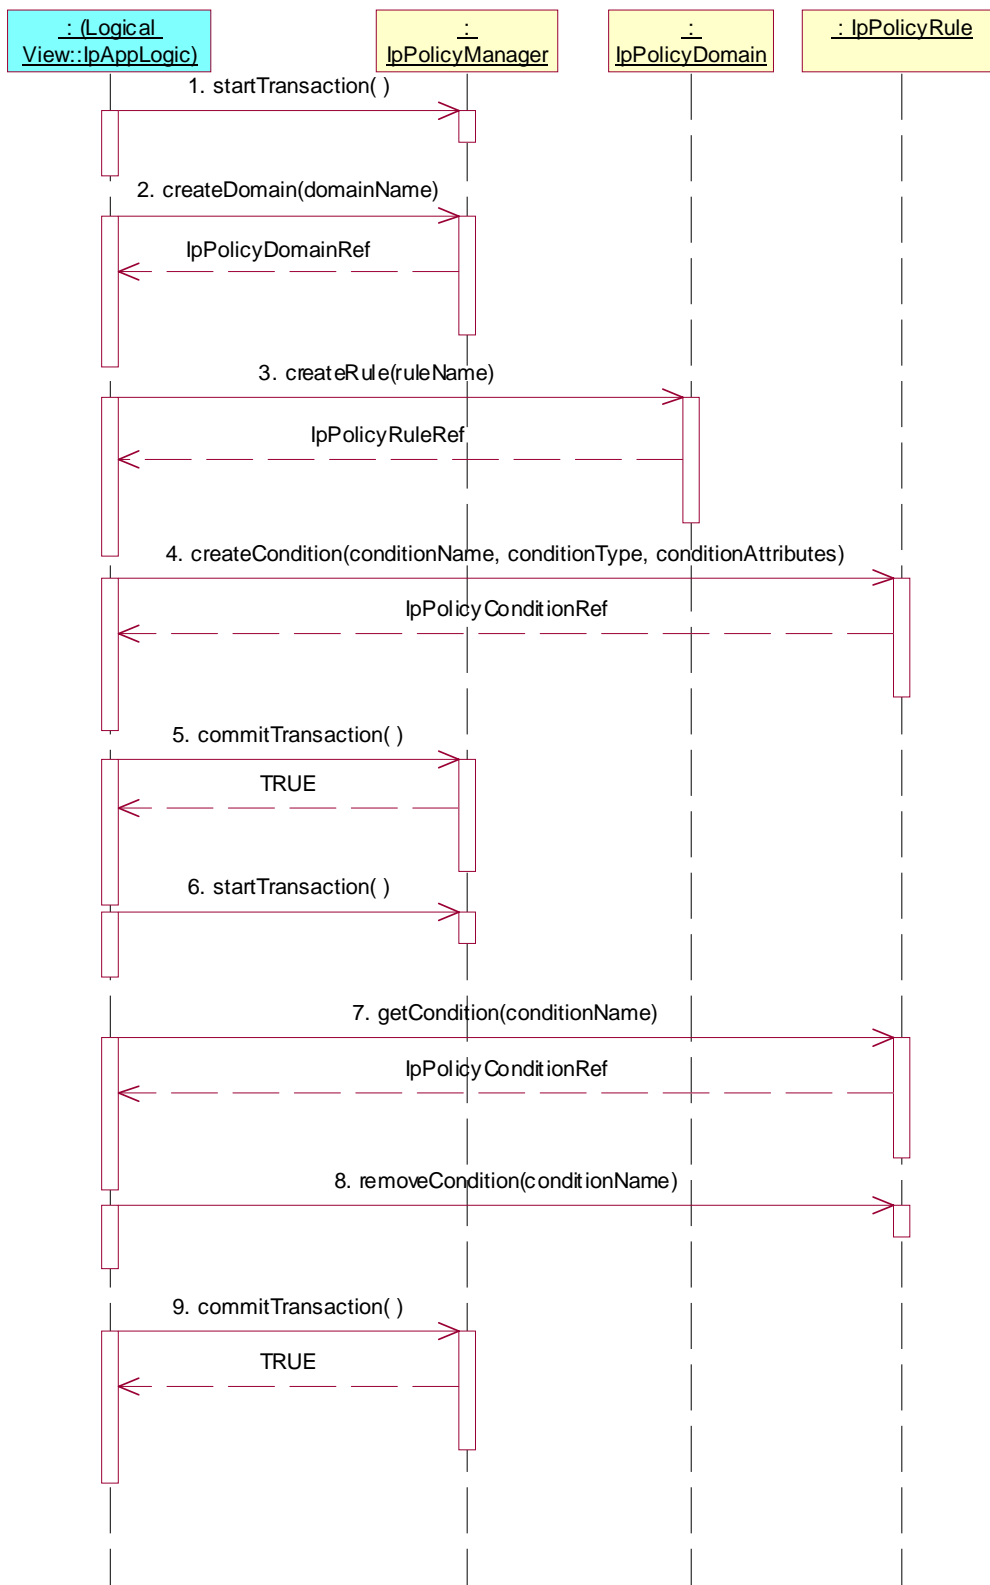 : (Logical
View::IpAppLogic)
:
IpPolicyManager
:
IpPolicyDomain
: IpPolicyRule
1. startTransaction( )
2. createDomain(domainName)
IpPolicyDomainRef
3. createRule(ruleName)
IpPolicyRuleRef
4. createCondition(conditionName, conditionType, conditionAttributes)
IpPolicyConditionRef
5. commitTransaction( )
TRUE
6. startTransaction( )
7. getCondition(conditionName)
IpPolicyConditionRef
8. removeCondition(conditionName)
9. commitTransaction( )
TRUE